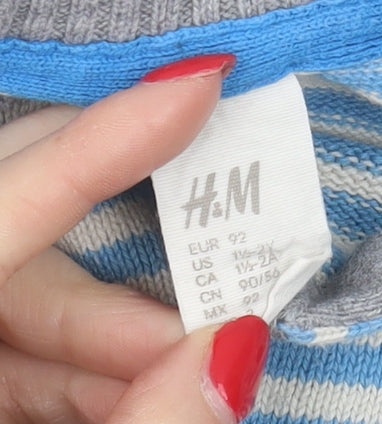 H&M
EUR 92
US 1½-2Y
CA 1½-2A
CN 90/56
MX 92